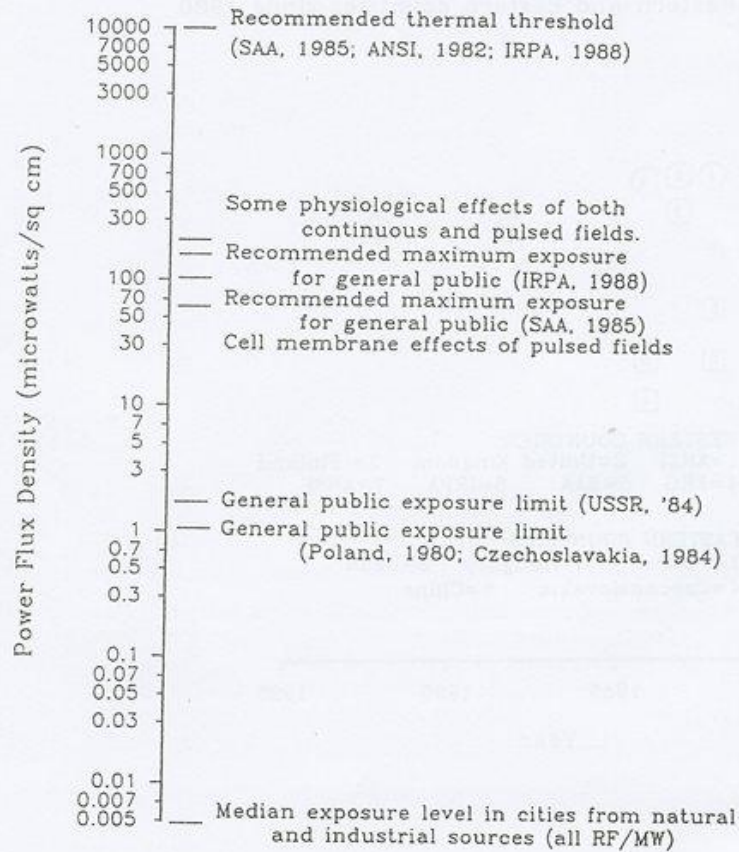 Power Flux Density (microwatts/sq cm)
10000
7000
5000
3000
1000
700
500
300
100
70
50
30
10
7
5
3
1
0.7
0.5
0.3
0.1
0.07
0.05
0.03
0.01
0.007
0.005
Recommended thermal threshold
(SAA, 1985; ANSI, 1982; IRPA, 1988)
Some physiological effects of both
continuous and pulsed fields.
Recommended maximum exposure
for general public (IRPA, 1988)
Recommended maximum exposure
for general public (SAA, 1985)
Cell membrane effects of pulsed fields
General public exposure limit (USSR, '84)
General public exposure limit
(Poland, 1980; Czechoslavakia, 1984)
Median exposure level in cities from natural
and industrial sources (all RF/MW)